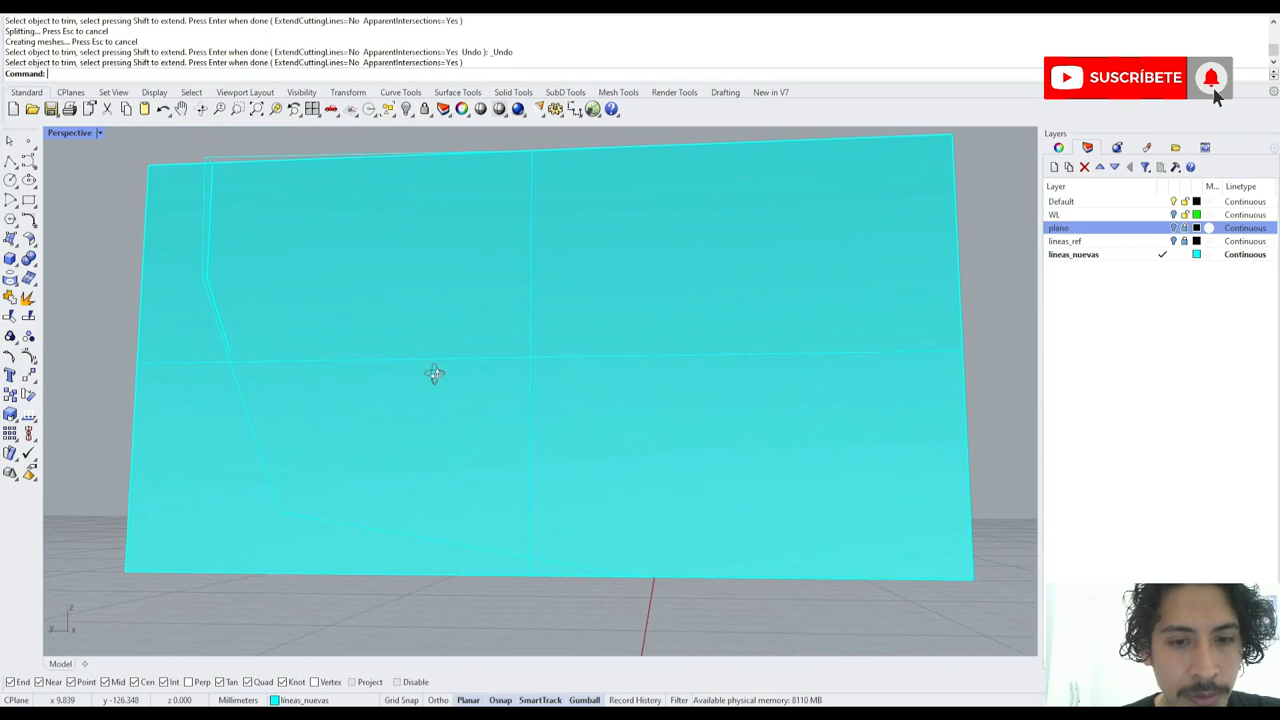 Select object to trim, select pressing Shift to extend. Press Enter when done ( ExtendCuttingLines=No  ApparentIntersections=Yes )
Splitting... Press Esc to cancel
Creating meshes... Press Esc to cancel
Select object to trim, select pressing Shift to extend. Press Enter when done ( ExtendCuttingLines=No  ApparentIntersections=Yes  Undo ): _Undo
Select object to trim, select pressing Shift to extend. Press Enter when done ( ExtendCuttingLines=No  ApparentIntersections=Yes )
Command:
SUSCRÍBETE
Standard CPlanes Set View Display Select Viewport Layout Visibility Transform Curve Tools Surface Tools Solid Tools SubD Tools Mesh Tools Render Tools Drafting New in V7
Perspective
Layers
Layer M... Linetype
Default Continuous
WL Continuous
plano Continuous
lineas_ref Continuous
líneas_nuevas Continuous
z
y x
Model
End Near Point Mid Cen Int Perp Tan Quad Knot Vertex Project Disable
CPlane x 9.839 y -126.348 z 0.000 Millimeters líneas_nuevas Grid Snap Ortho Planar Osnap SmartTrack Gumball Record History Filter Available physical memory: 8110 MB